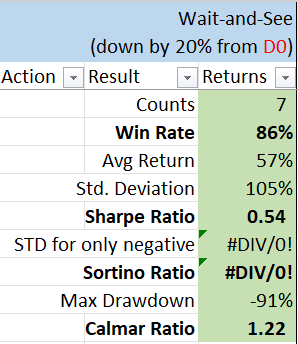 Wait-and-See
(down by 20% from D0)
Action Result Returns
Counts 7
Win Rate 86%
Avg Return 57%
Std. Deviation 105%
Sharpe Ratio 0.54
STD for only negative #DIV/0!
Sortino Ratio #DIV/0!
Max Drawdown -91%
Calmar Ratio 1.22